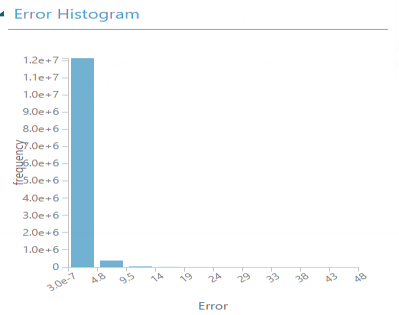 Error Histogram
1.2e+7
1.1e+7
1.0e+7
9.0e+6
8.0e+6
7.0e+6
6.0e+6
5.0e+6
4.0e+6
3.0e+6
2.0e+6
1.0e+6
0
frequency
3.0e-7 4.8 9.5 14 19 24 29 33 38 43 48
Error